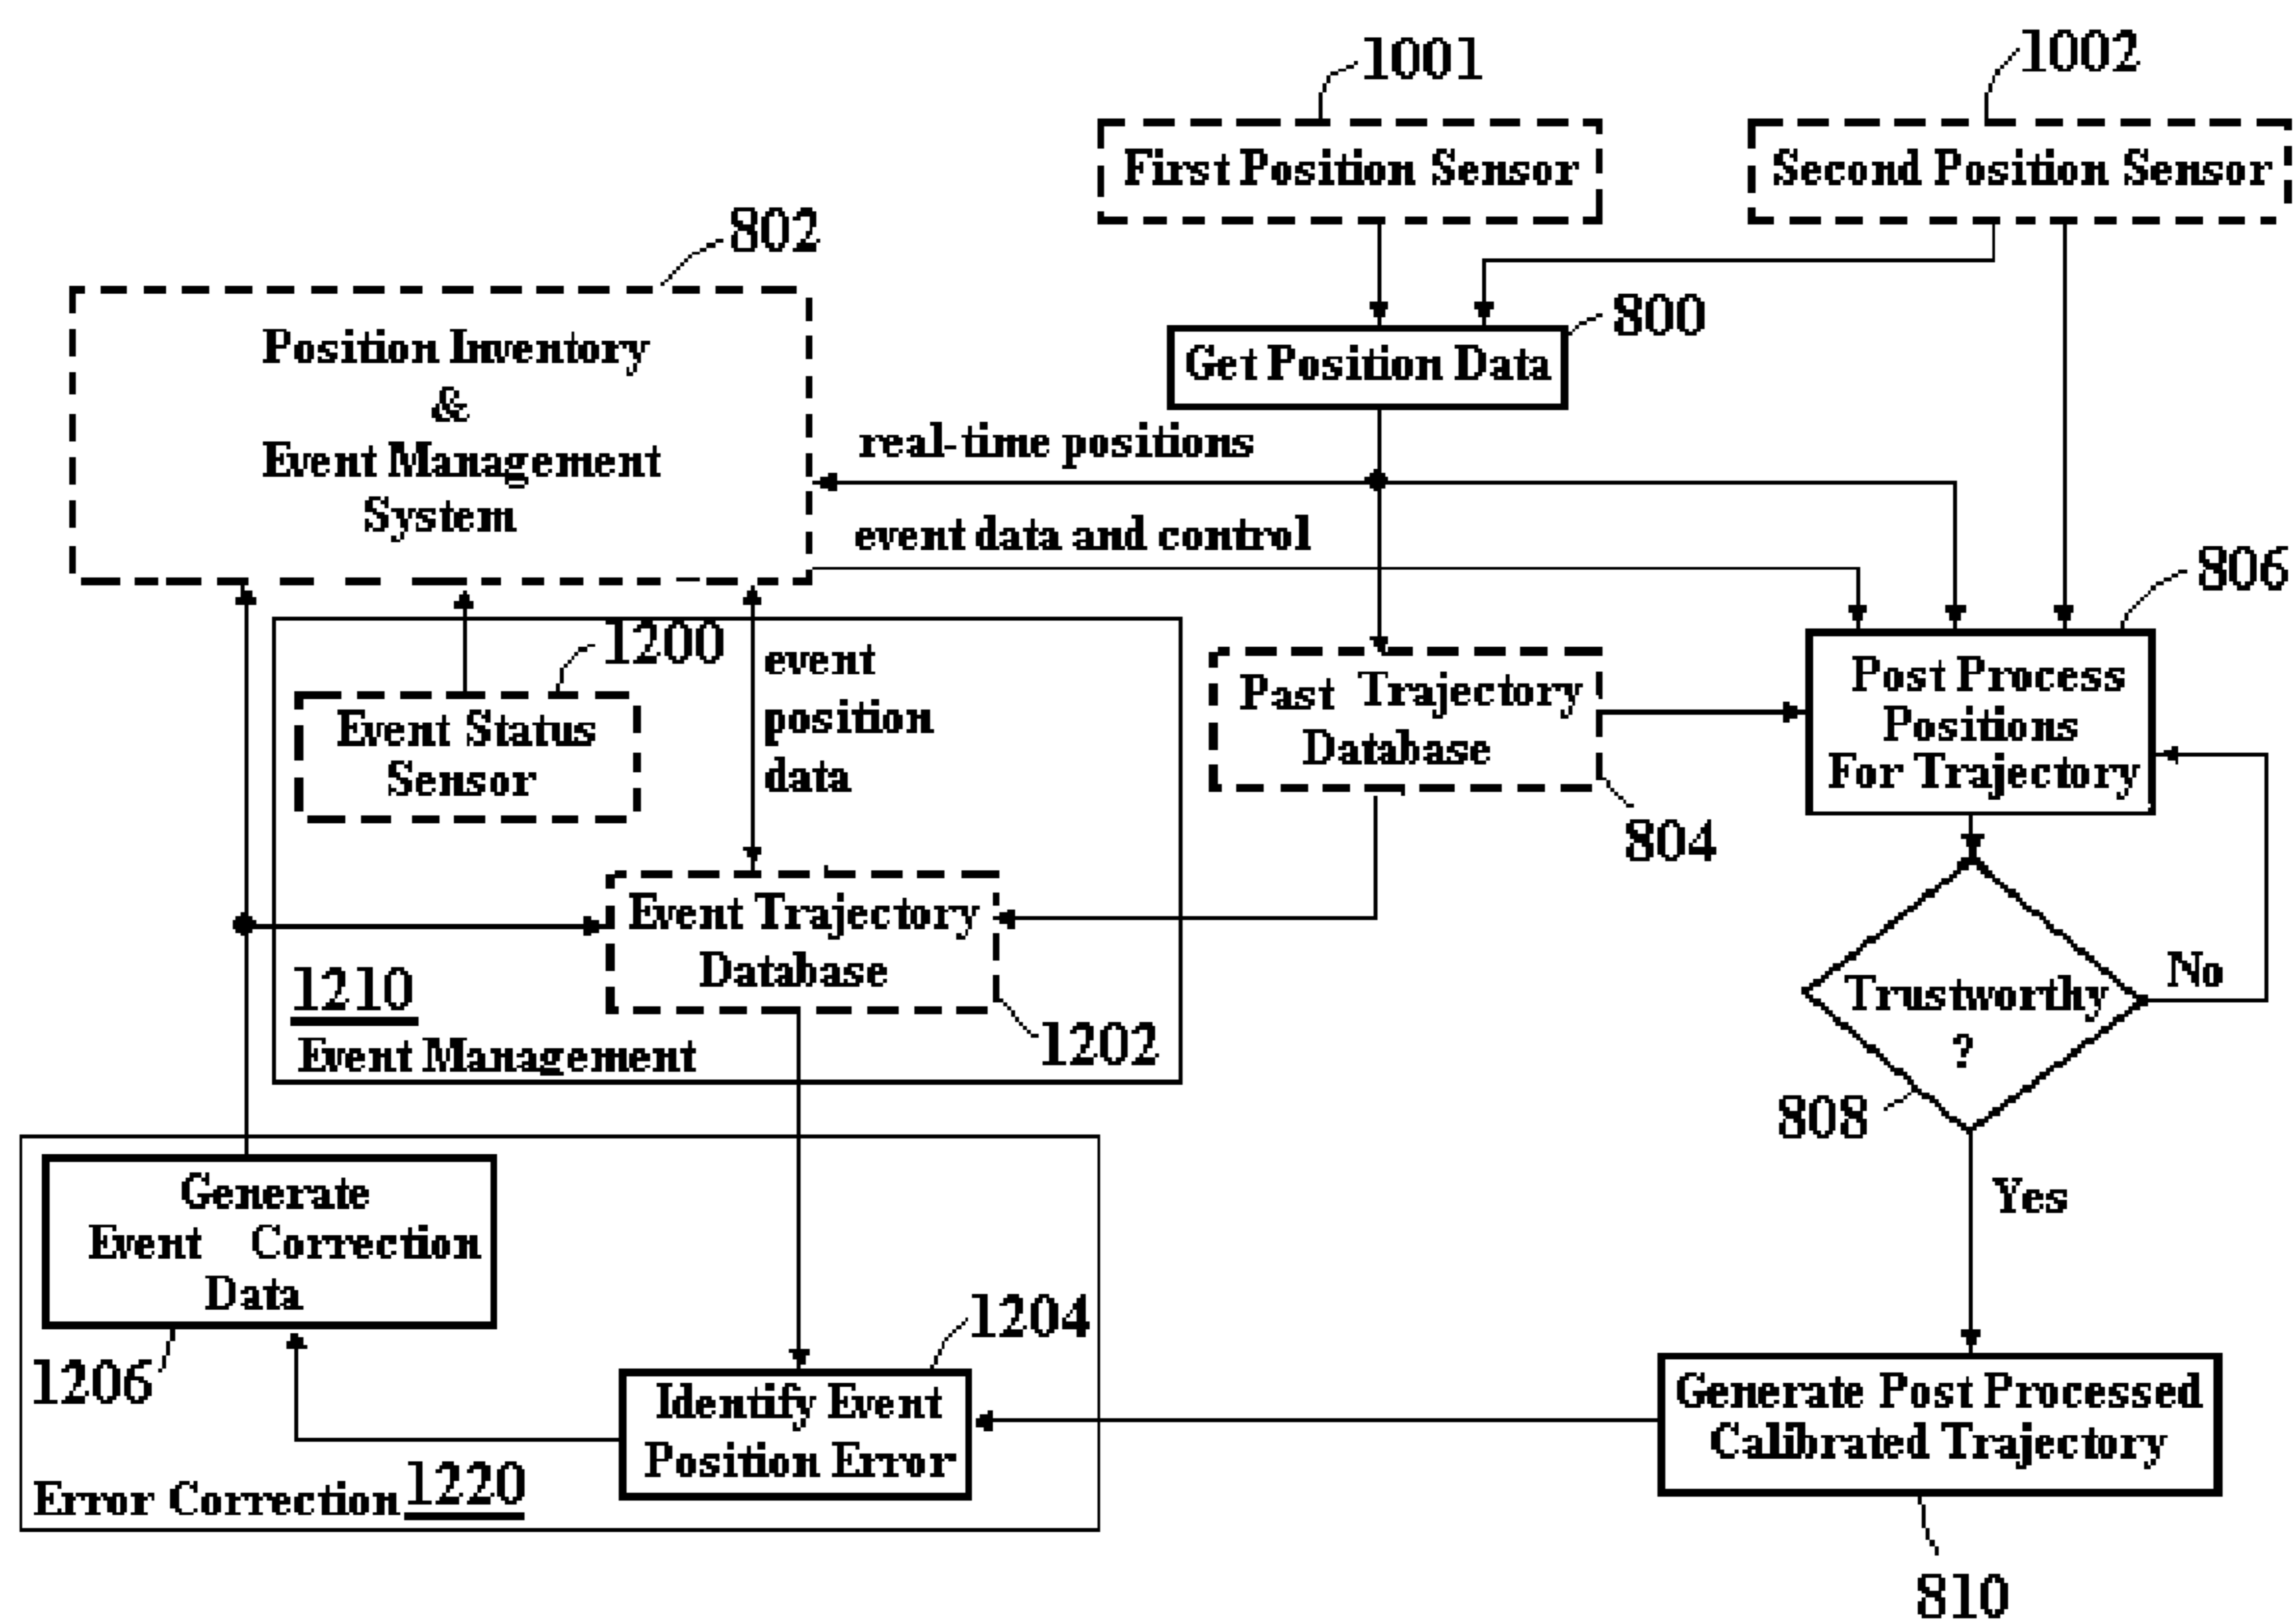 1001
1002
First Position Sensor
Second Position Sensor
802
800
Position Inventory
&
Event Management
System
Get Position Data
real-time positions
event data and control
806
1200
event
position
data
Event Status
Sensor
Past Trajectory
Database
804
Post Process
Positions
For Trajectory
Event Trajectory
Database
1202
1210
Event Management
Trustworthy
?
No
808
Yes
Generate
Event Correction
Data
1206
1204
Identify Event
Position Error
Error Correction 1220
Generate Post Processed
Calibrated Trajectory
810